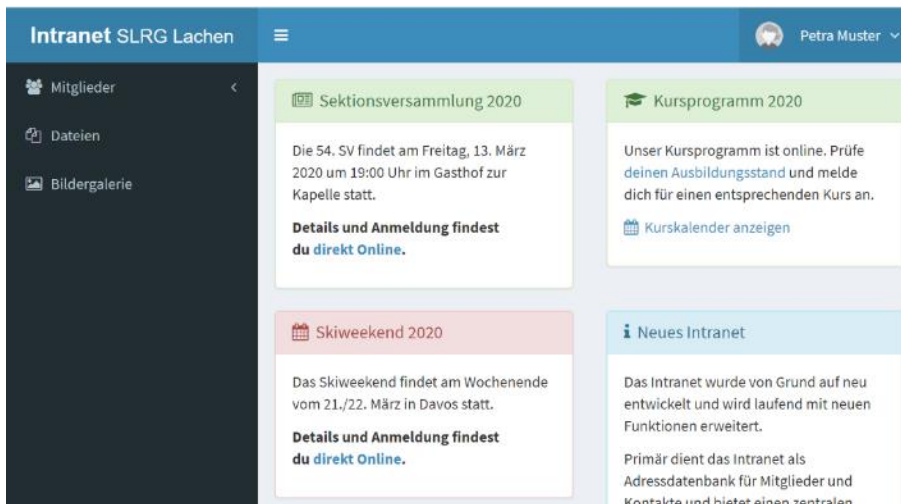 Intranet SLRG Lachen
Petra Muster
Mitglieder
Dateien
Bildergalerie
Sektionsversammlung 2020
Die 54. SV findet am Freitag, 13. März
2020 um 19:00 Uhr im Gasthof zur
Kapelle statt.
Details und Anmeldung findest
du direkt Online.
Kursprogramm 2020
Unser Kursprogramm ist online. Prüfe
deinen Ausbildungsstand und melde
dich für einen entsprechenden Kurs an.
Kurskalender anzeigen
Skiweekend 2020
Das Skiweekend findet am Wochenende
vom 21./22. März in Davos statt.
Details und Anmeldung findest
du direkt Online.
Neues Intranet
Das Intranet wurde von Grund auf neu
entwickelt und wird laufend mit neuen
Funktionen erweitert.
Primär dient das Intranet als
Adressdatenbank für Mitglieder und
Kontakte und bietet einen zentralen